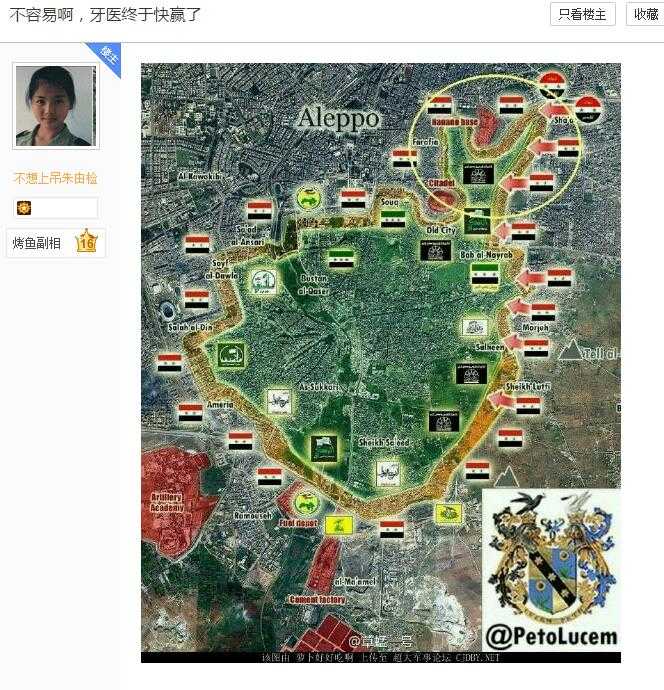 不容易啊，牙医终于快赢了
只看楼主
收藏
楼主
不想上吊朱由检
烤鱼副相
16
Aleppo
Hanano base
Sha'a
Farafra
Al-Kawakibi
Citadel
Souq
Old City
Sa'ad
al-Ansari
Bab al-Nayrab
Sayf
al-Dawla
Bustan
al-Qaser
Salah al-Din
Marjeh
Salheen
Tell al-
As-Sukkari
Sheikh Lutfi
Ameria
Sheikh Sa'eed
Artillery
Academy
Ramouseh
Fuel depot
al-Ma'amel
Cement factory
@PetoLucem
该图由 萝卜好好吃啊 上传至 超大军事论坛 CJDBY.NET